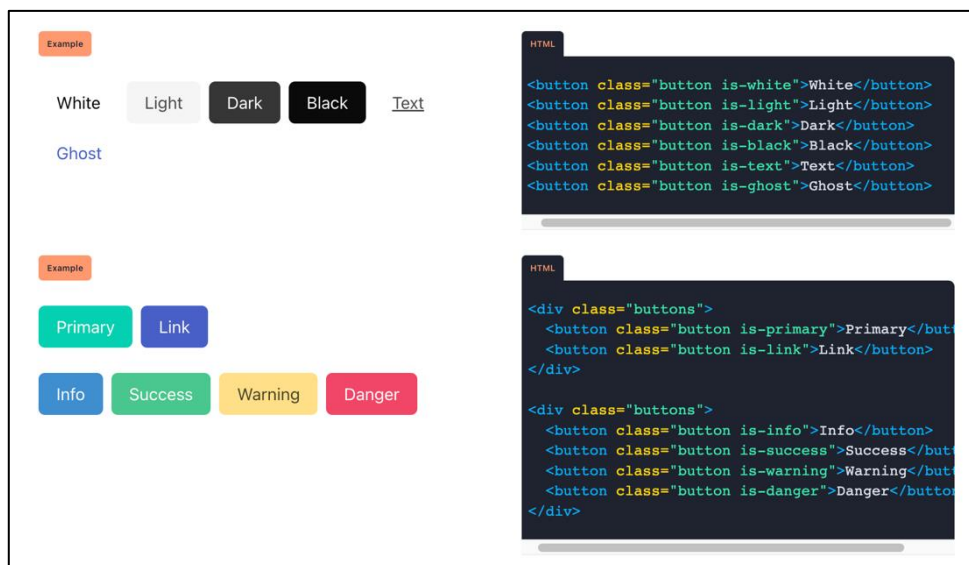 Example
White Light Dark Black Text
Ghost
HTML
<button class="button is-white">White</button>
<button class="button is-light">Light</button>
<button class="button is-dark">Dark</button>
<button class="button is-black">Black</button>
<button class="button is-text">Text</button>
<button class="button is-ghost">Ghost</button>
Example
Primary Link
Info Success Warning Danger
HTML
<div class="buttons">
<button class="button is-primary">Primary</butt
<button class="button is-link">Link</button>
</div>
<div class="buttons">
<button class="button is-info">Info</button>
<button class="button is-success">Success</butt
<button class="button is-warning">Warning</butt
<button class="button is-danger">Danger</button
</div>